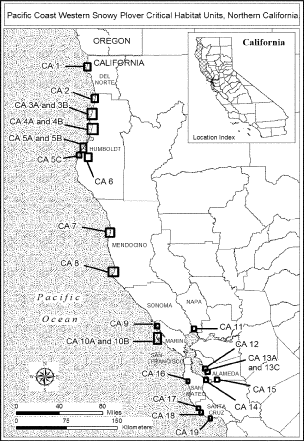 Pacific Coast Western Snowy Plover Critical Habitat Units, Northern California
OREGON
CALIFORNIA
California
Location Index
CA 1
DEL
NORTE
CA 2
CA 3A and 3B
CA 4A and 4B
CA 5A and 5B
HUMBOLDT
CA 5C
CA 6
CA 7
MENDOCINO
CA 8
Pacific
Ocean
SONOMA
NAPA
CA 9
CA 11
CA 10A and 10B
MARIN
CA 12
SAN
FRANCISCO
CA 13A
and 13C
ALAMEDA
CA 16
SAN
MATEO
CA 15
CA 14
CA 17
SANTA
CRUZ
CA 18
CA 19
0
40
80
Miles
0
75
150
Kilometers